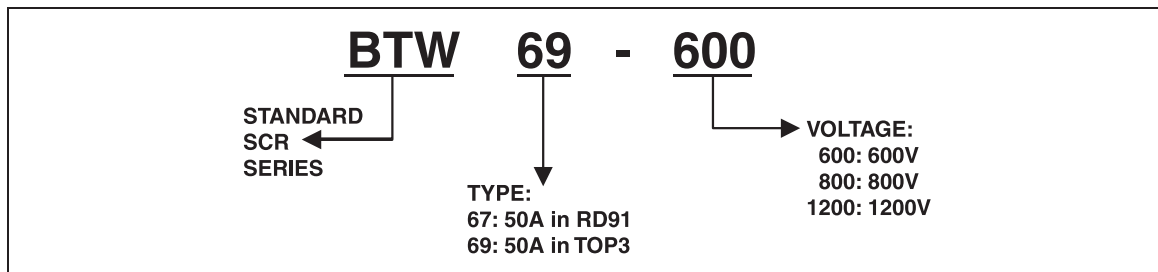 BTW 69 - 600
STANDARD
SCR
SERIES
TYPE:
67: 50A in RD91
69: 50A in TOP3
VOLTAGE:
600: 600V
800: 800V
1200: 1200V